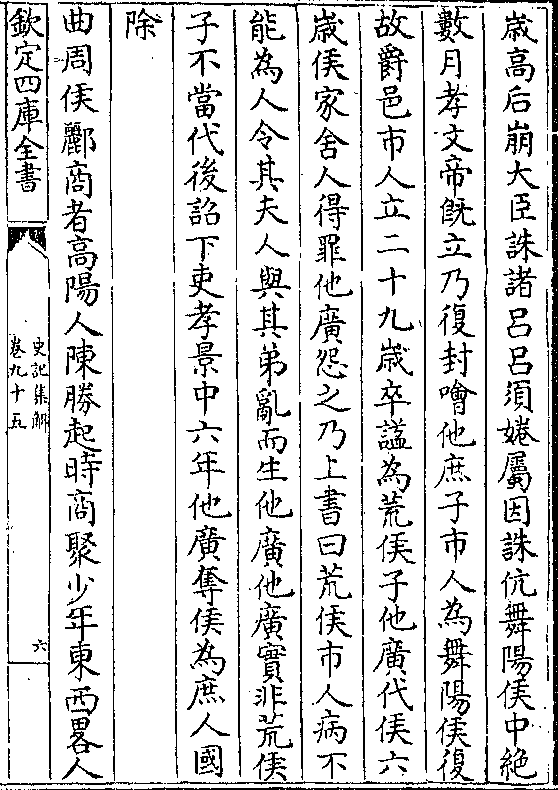 嵗高后崩大臣誅諸吕吕須婘屬因誅伉舞陽侯中絶
數月孝文帝既立乃復封噲他庶子市人為舞陽侯復
故爵邑市人立二十九嵗卒諡為荒侯子他廣代侯六
嵗侯家舍人得罪他廣怨之乃上書曰荒侯市人病不
能為人令其夫人與其弟亂而生他廣他廣實非荒侯
子不當代後詔下吏孝景中六年他廣奪侯為庶人國
除
曲周侯酈商者高陽人陳勝起時商聚少年東西畧人
欽定四庫全書
史記集解
卷九十五
六